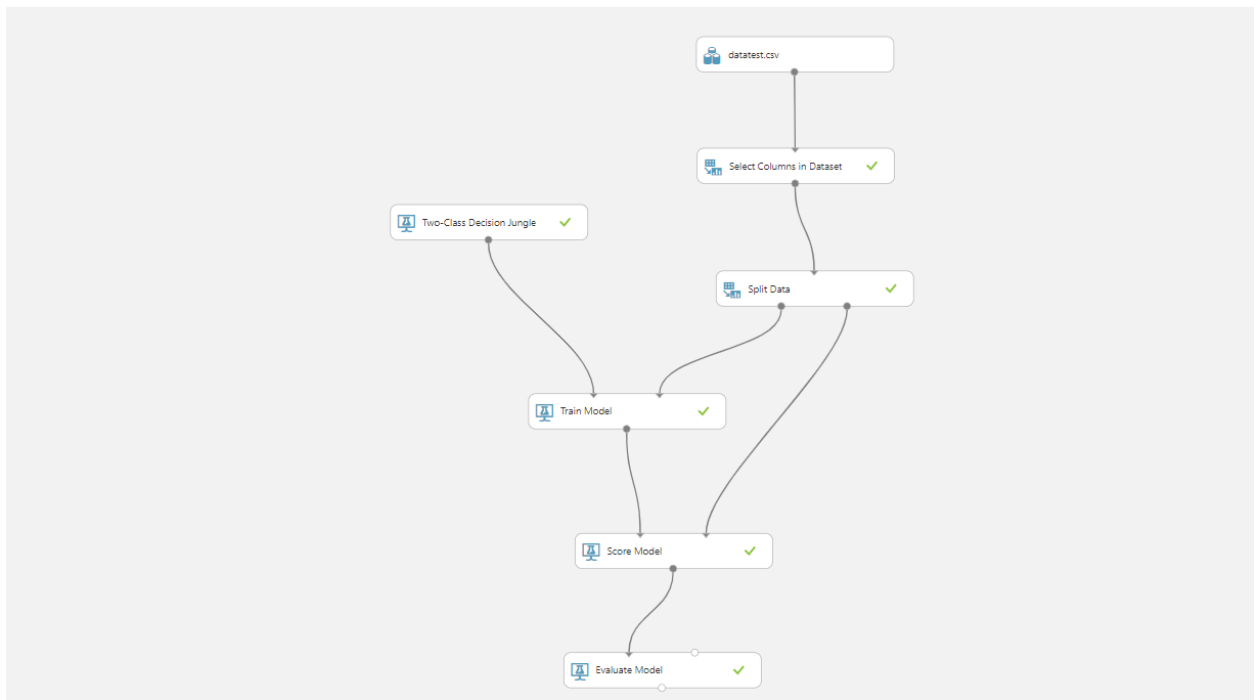 datatest.csv
Select Columns in Dataset
Two-Class Decision Jungle
Split Data
Train Model
Score Model
Evaluate Model